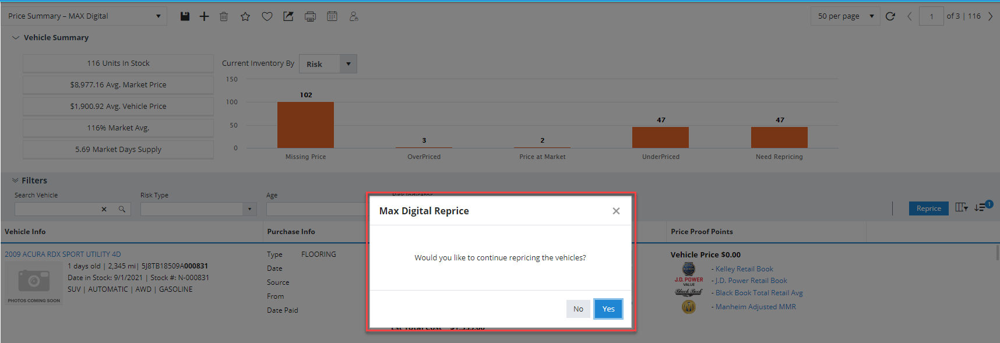 Price Summary – MAX Digital
50 per page
1 of 3 | 116
Vehicle Summary
116 Units In Stock
$8,977.16 Avg. Market Price
$1,900.92 Avg. Vehicle Price
116% Market Avg.
5.69 Market Days Supply
Current Inventory By Risk
150
100
50
0
102
3
2
47
47
Missing Price
OverPriced
Price at Market
UnderPriced
Need Repricing
Filters
Search Vehicle
Risk Type
Age
Risk Indicator
Reprice
1
Max Digital Reprice
Would you like to continue repricing the vehicles?
No
Yes
Vehicle Info
Purchase Info
Price Proof Points
2009 ACURA RDX SPORT UTILITY 4D
1 days old | 2,345 mi| 5J8TB18509A000831
Date in Stock: 9/1/2021 | Stock #: N-000831
SUV | AUTOMATIC | AWD | GASOLINE
PHOTOS COMING SOON
Type FLOORING
Date
Source
From
Date Paid
Est Total Cost $1,555.00
Vehicle Price $0.00
- Kelley Retail Book
J.D. POWER
VALUE
- J.D. Power Retail Book
Black Book
- Black Book Total Retail Avg
- Manheim Adjusted MMR